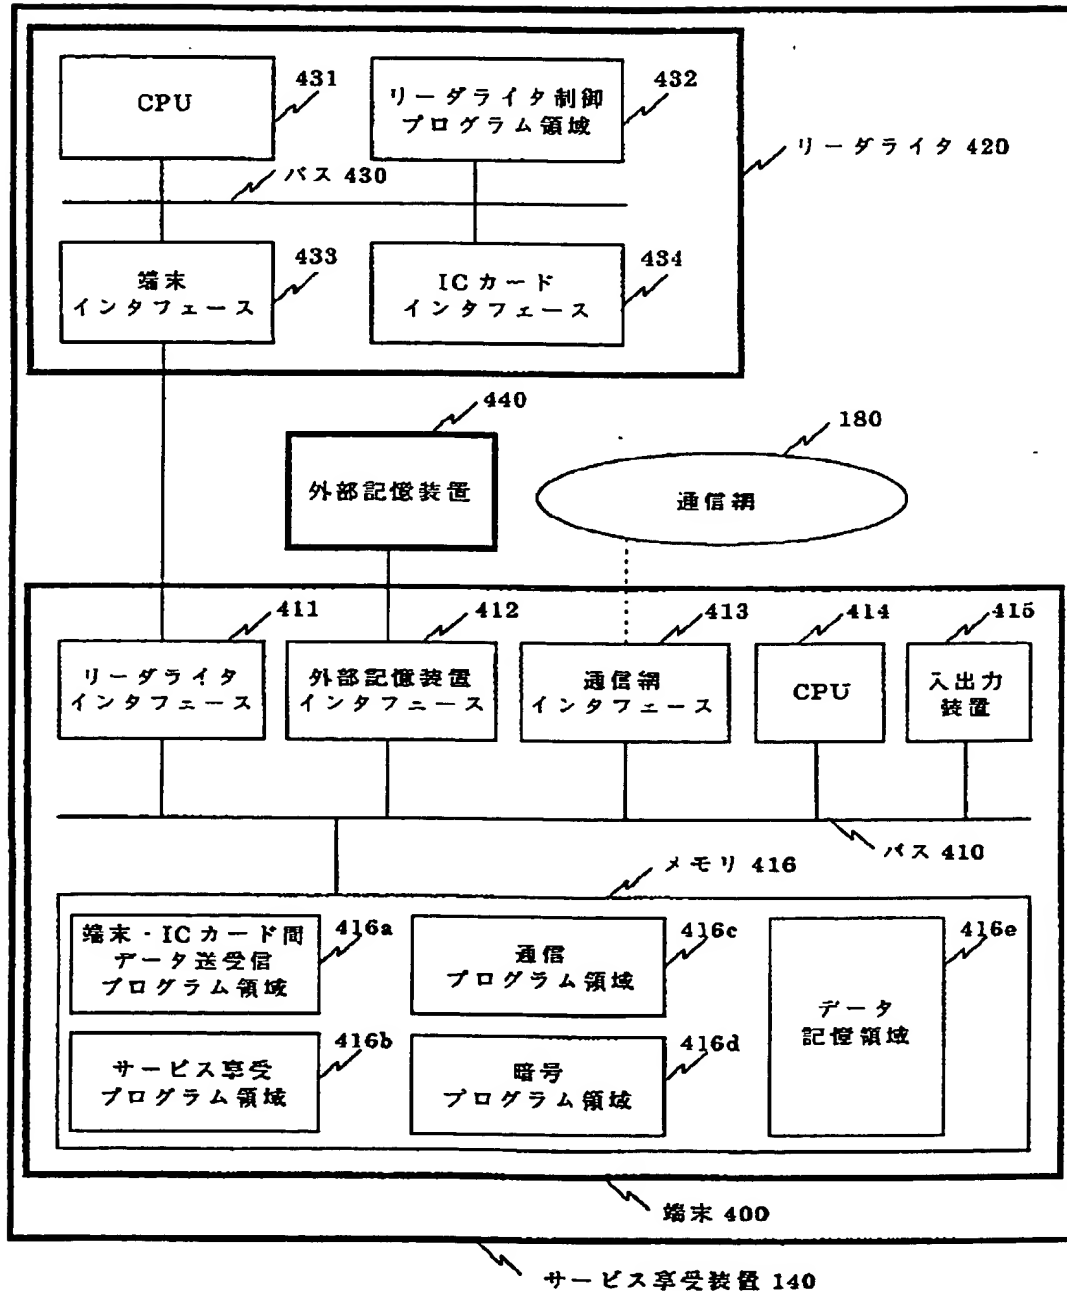 CPU
431
リーダライタ制御
プログラム領域
432
リーダライタ 420
バス 430
端末
インタフェース
433
ICカード
インタフェース
434
440
外部記憶装置
180
通信網
411
リーダライタ
インタフェース
412
外部記憶装置
インタフェース
413
通信網
インタフェース
414
CPU
415
入出力
装置
バス 410
メモリ 416
端末・ICカード間
データ送受信
プログラム領域
416a
通信
プログラム領域
416c
データ
記憶領域
416e
サービス享受
プログラム領域
416b
暗号
プログラム領域
416d
端末 400
サービス享受装置 140